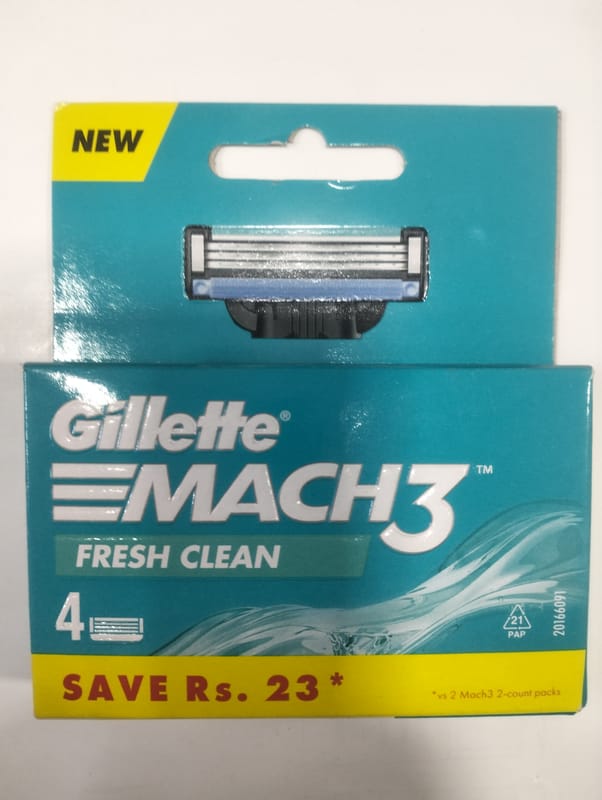 NEW
Gillette®
MACH3™
FRESH CLEAN
4
21
PAP
20166091
SAVE Rs. 23*
*vs 2 Mach3 2-count packs